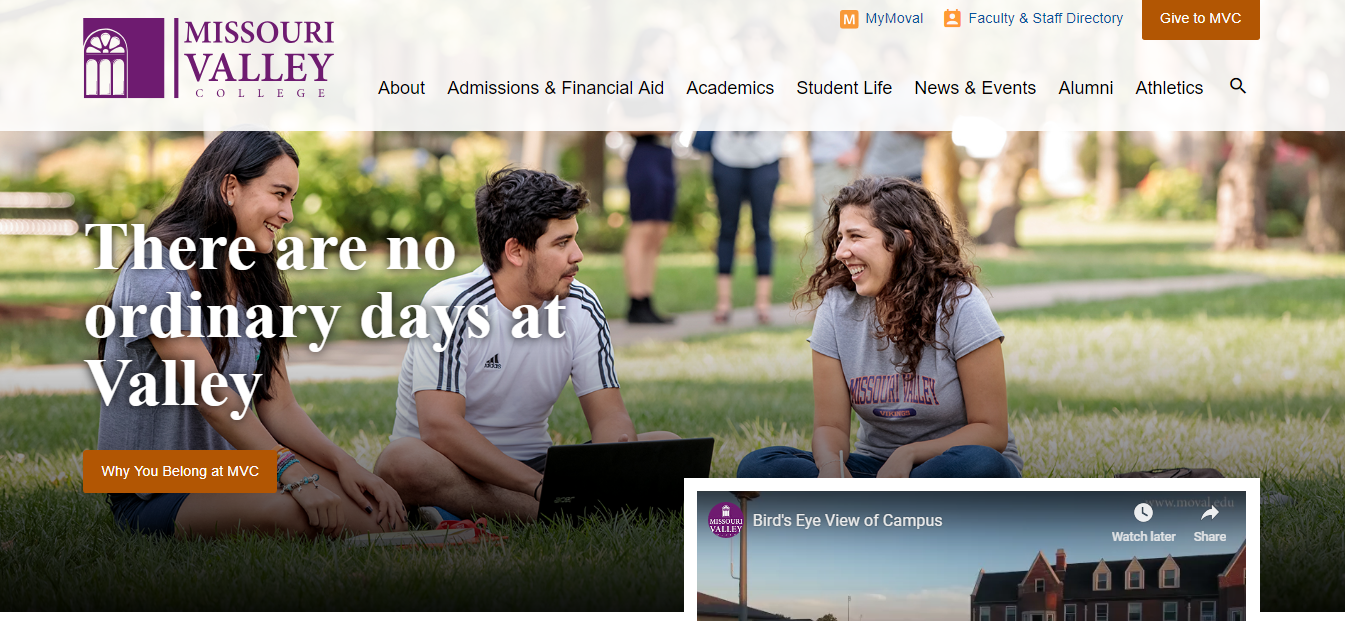 MyMoval
Faculty & Staff Directory
Give to MVC
MISSOURI
VALLEY
COLLEGE
About
Admissions & Financial Aid
Academics
Student Life
News & Events
Alumni
Athletics
There are no
ordinary days at
Valley
adidas
MISSOURI VALLEY
VIKINGS
Why You Belong at MVC
www.moval.edu
MISSOURI
VALLEY
Bird's Eye View of Campus
Watch later
Share